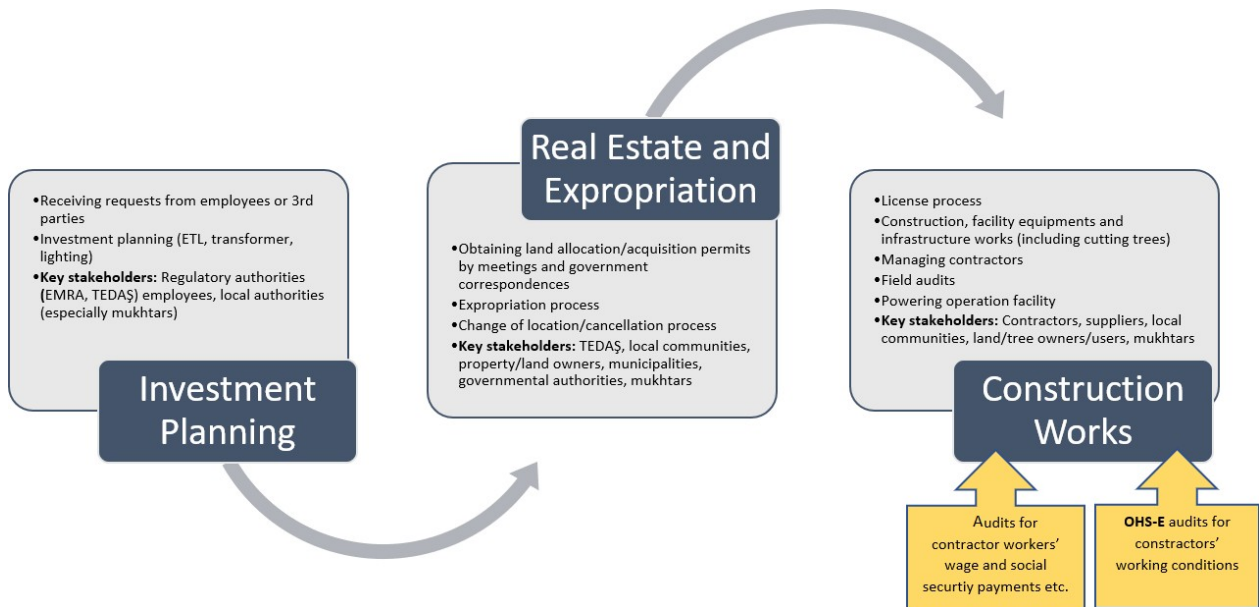 •Receiving requests from employees or 3rd
parties
•Investment planning (ETL, transformer,
lighting)
•Key stakeholders: Regulatory authorities
(EMRA, TEDAŞ) employees, local authorities
(especially mukhtars)
Investment
Planning
Real Estate and
Expropriation
•Obtaining land allocation/acquisition permits
by meetings and government
correspondences
•Expropriation process
•Change of location/cancellation process
•Key stakeholders: TEDAŞ, local communities,
property/land owners, municipalities,
governmental authorities, mukhtars
•License process
•Construction, facility equipments and
infrastructure works (including cutting trees)
•Managing contractors
•Field audits
•Powering operation facility
•Key stakeholders: Contractors, suppliers, local
communities, land/tree owners/users, mukhtars
Construction
Works
Audits for
contractor workers’
wage and social
securtiy payments etc.
OHS-E audits for
constractors’
working conditions